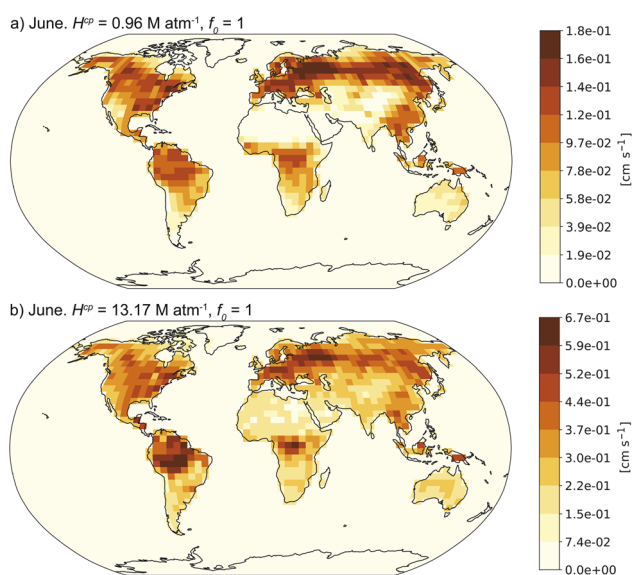 a) June. Hᶜᵖ = 0.96 M atm⁻¹, f₀ = 1
1.8e-01
1.6e-01
1.4e-01
1.2e-01
9.7e-02
7.8e-02
5.8e-02
3.9e-02
1.9e-02
0.0e+00
[cm s⁻¹]
b) June. Hᶜᵖ = 13.17 M atm⁻¹, f₀ = 1
6.7e-01
5.9e-01
5.2e-01
4.4e-01
3.7e-01
3.0e-01
2.2e-01
1.5e-01
7.4e-02
0.0e+00
[cm s⁻¹]